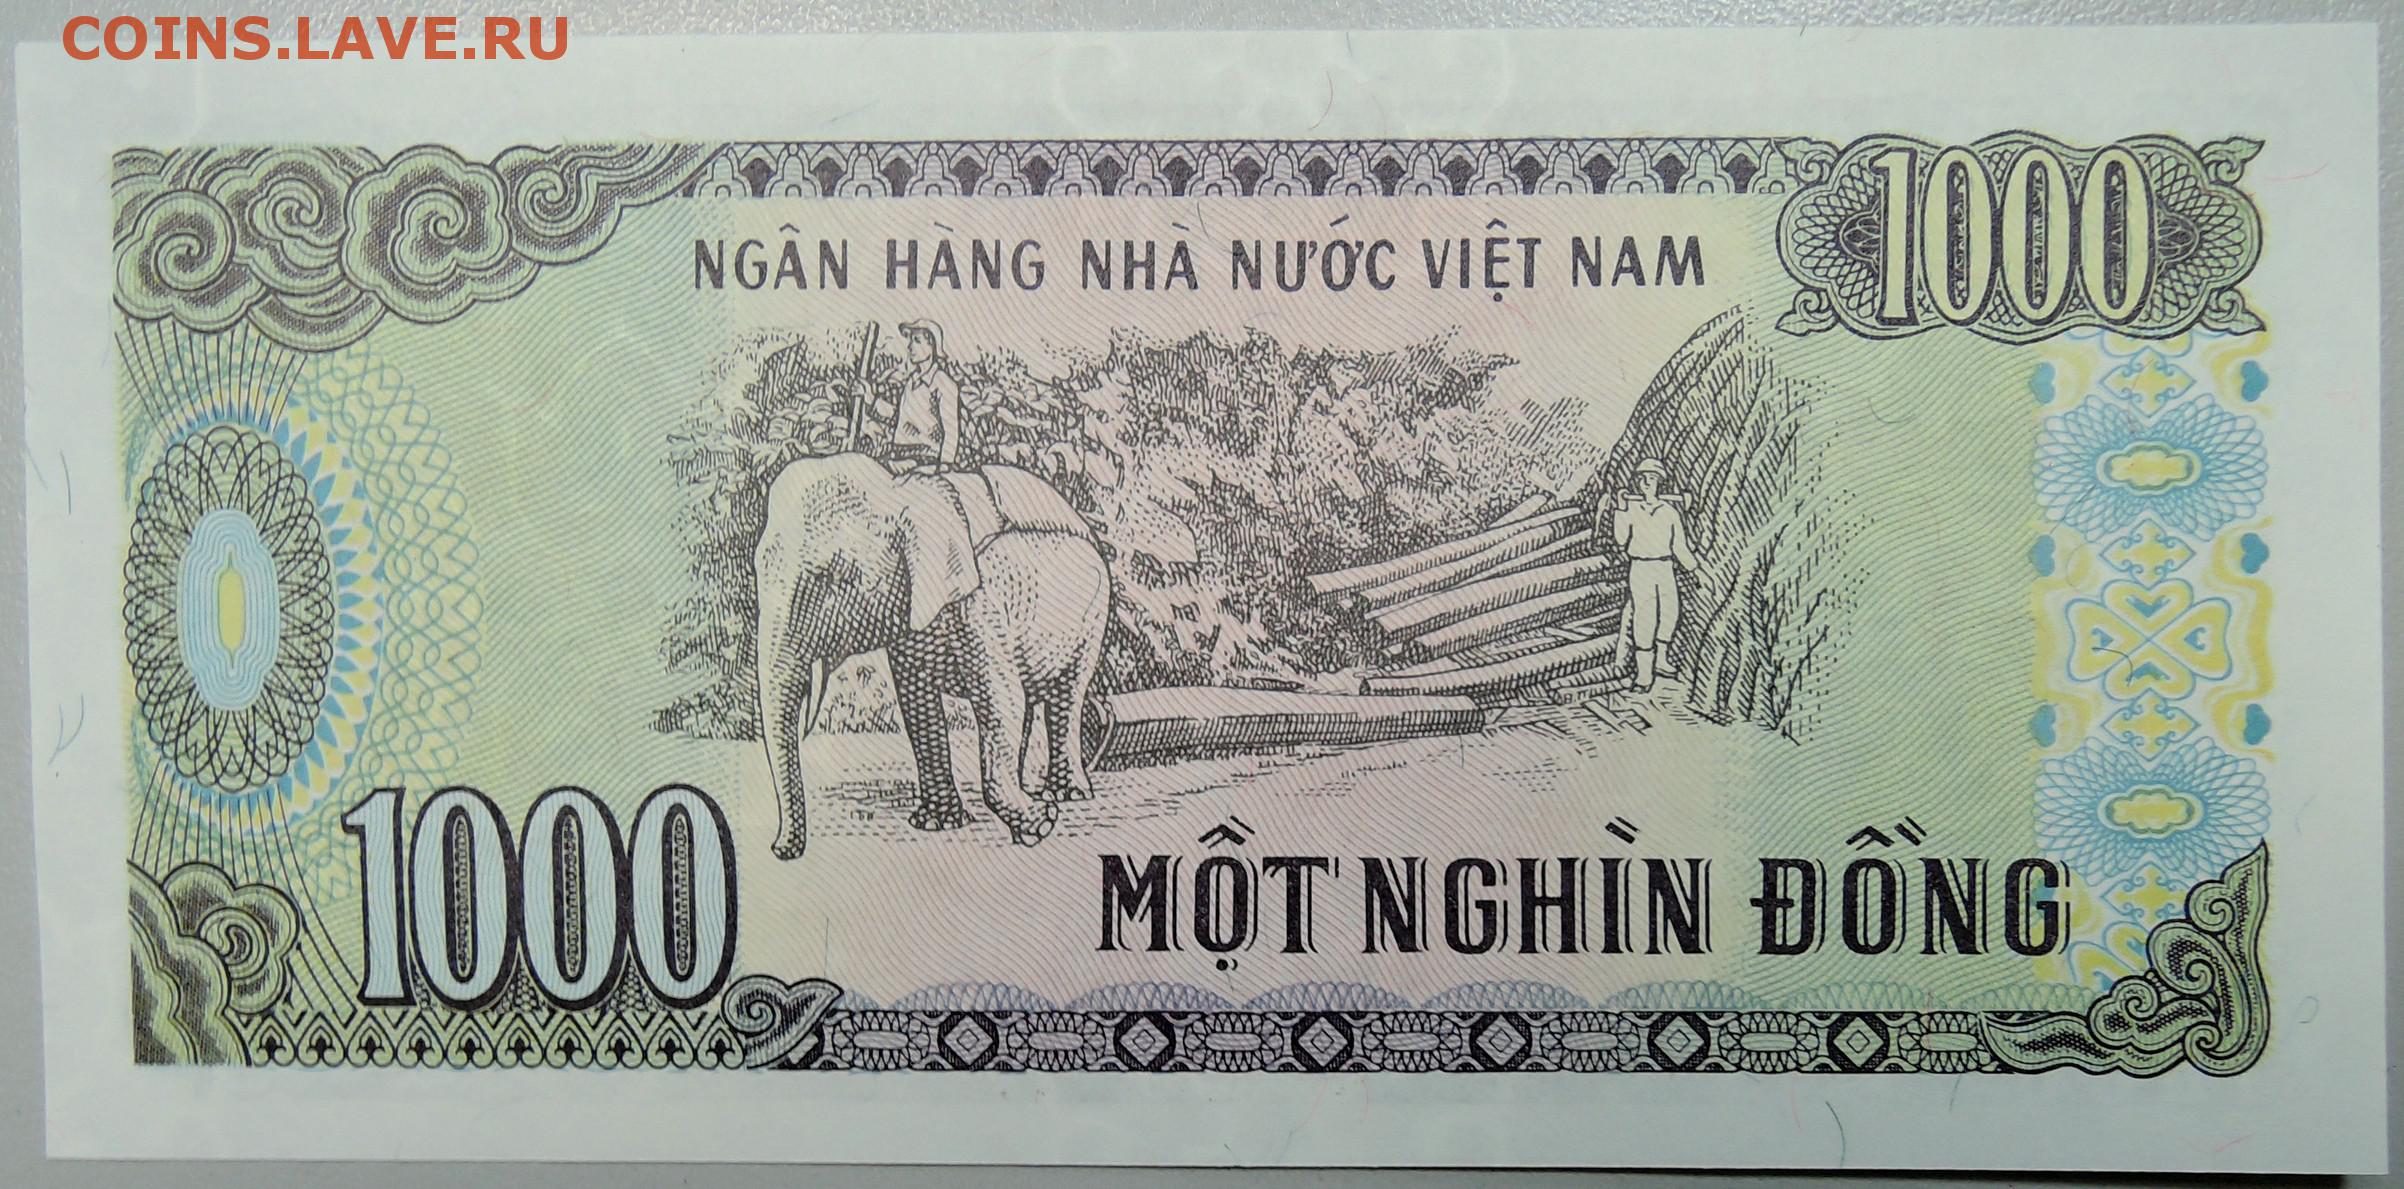 COINS.LAVE.RU
1000
NGÂN HÀNG NHÀ NƯỚC VIỆT NAM
1000
MỘT NGHÌN ĐỒNG